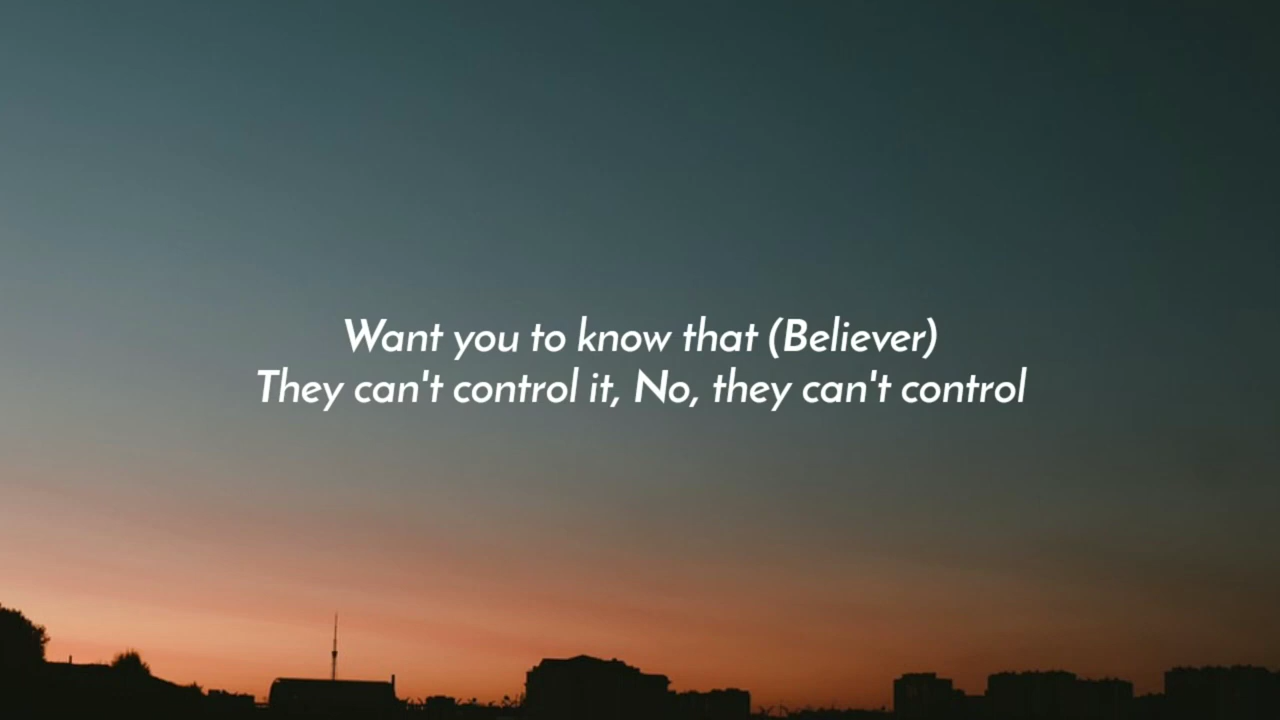 Want you to know that (Believer)
They can't control it, No, they can't control